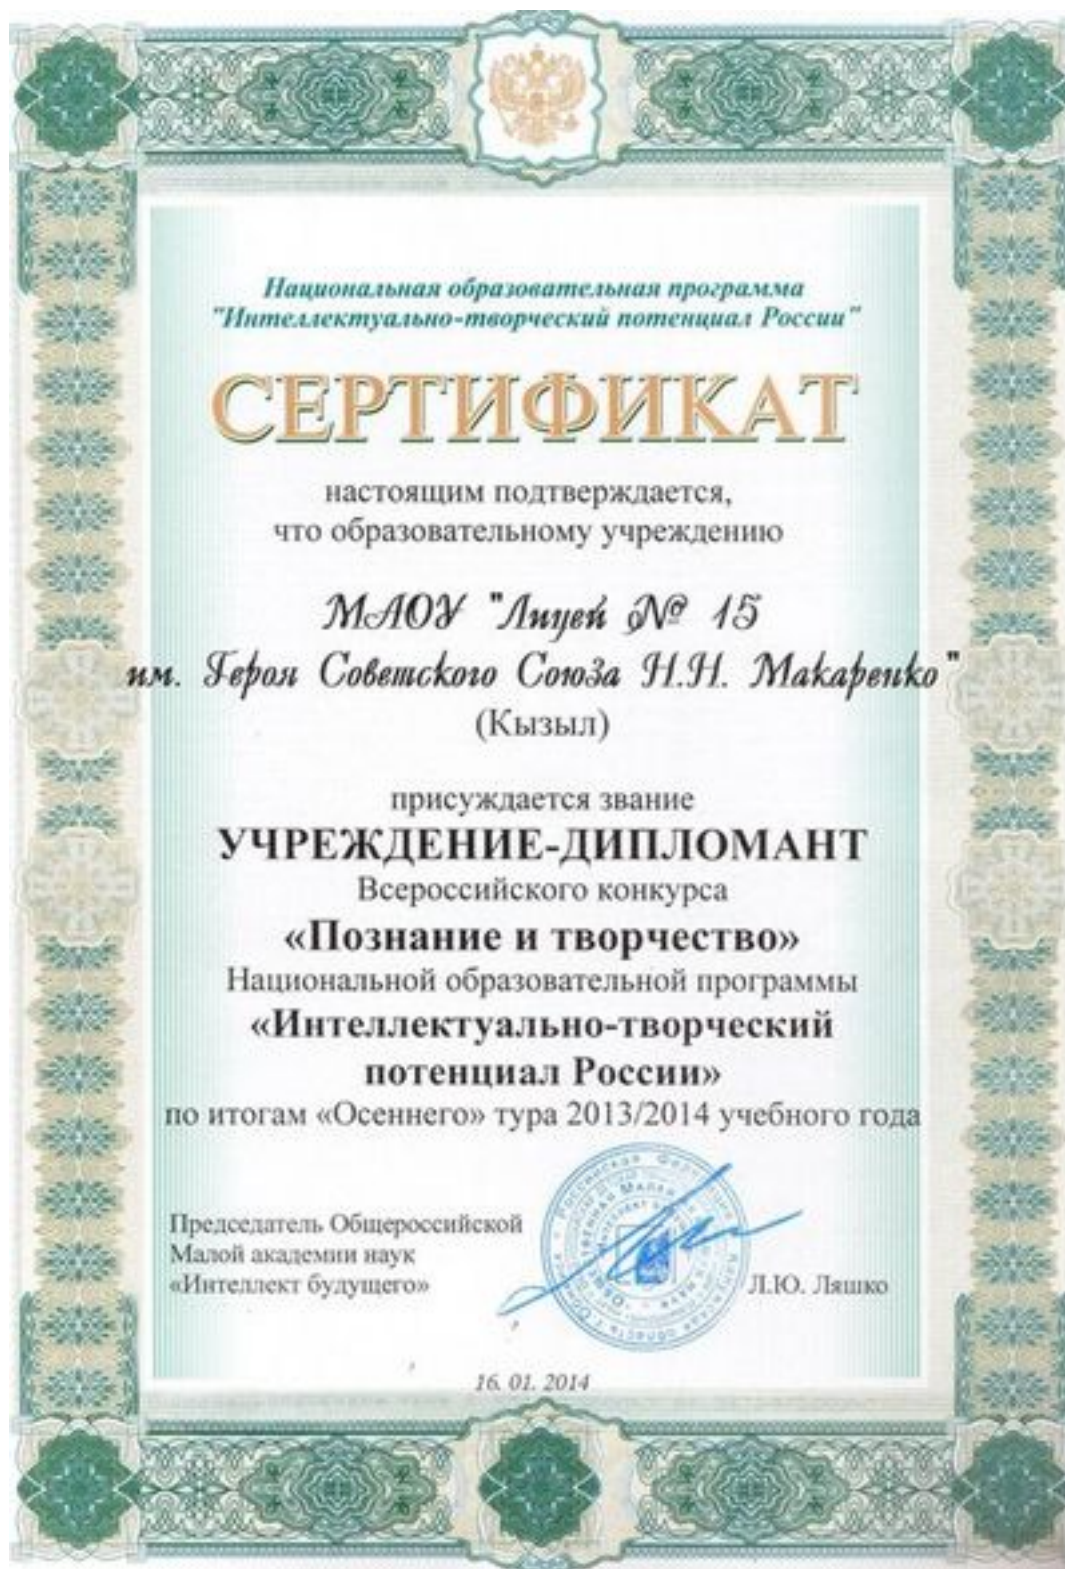 Национальная образовательная программа
"Интеллектуально-творческий потенциал России"
СЕРТИФИКАТ
настоящим подтверждается,
что образовательному учреждению
МАОУ "Лицей № 15
им. Героя Советского Союза Н.Н. Макаренко"
(Кызыл)
присуждается звание
УЧРЕЖДЕНИЕ-ДИПЛОМАНТ
Всероссийского конкурса
«Познание и творчество»
Национальной образовательной программы
«Интеллектуально-творческий
потенциал России»
по итогам «Осеннего» тура 2013/2014 учебного года
Председатель Общероссийской
Малой академии наук
«Интеллект будущего»
Л.Ю. Ляшко
16. 01. 2014